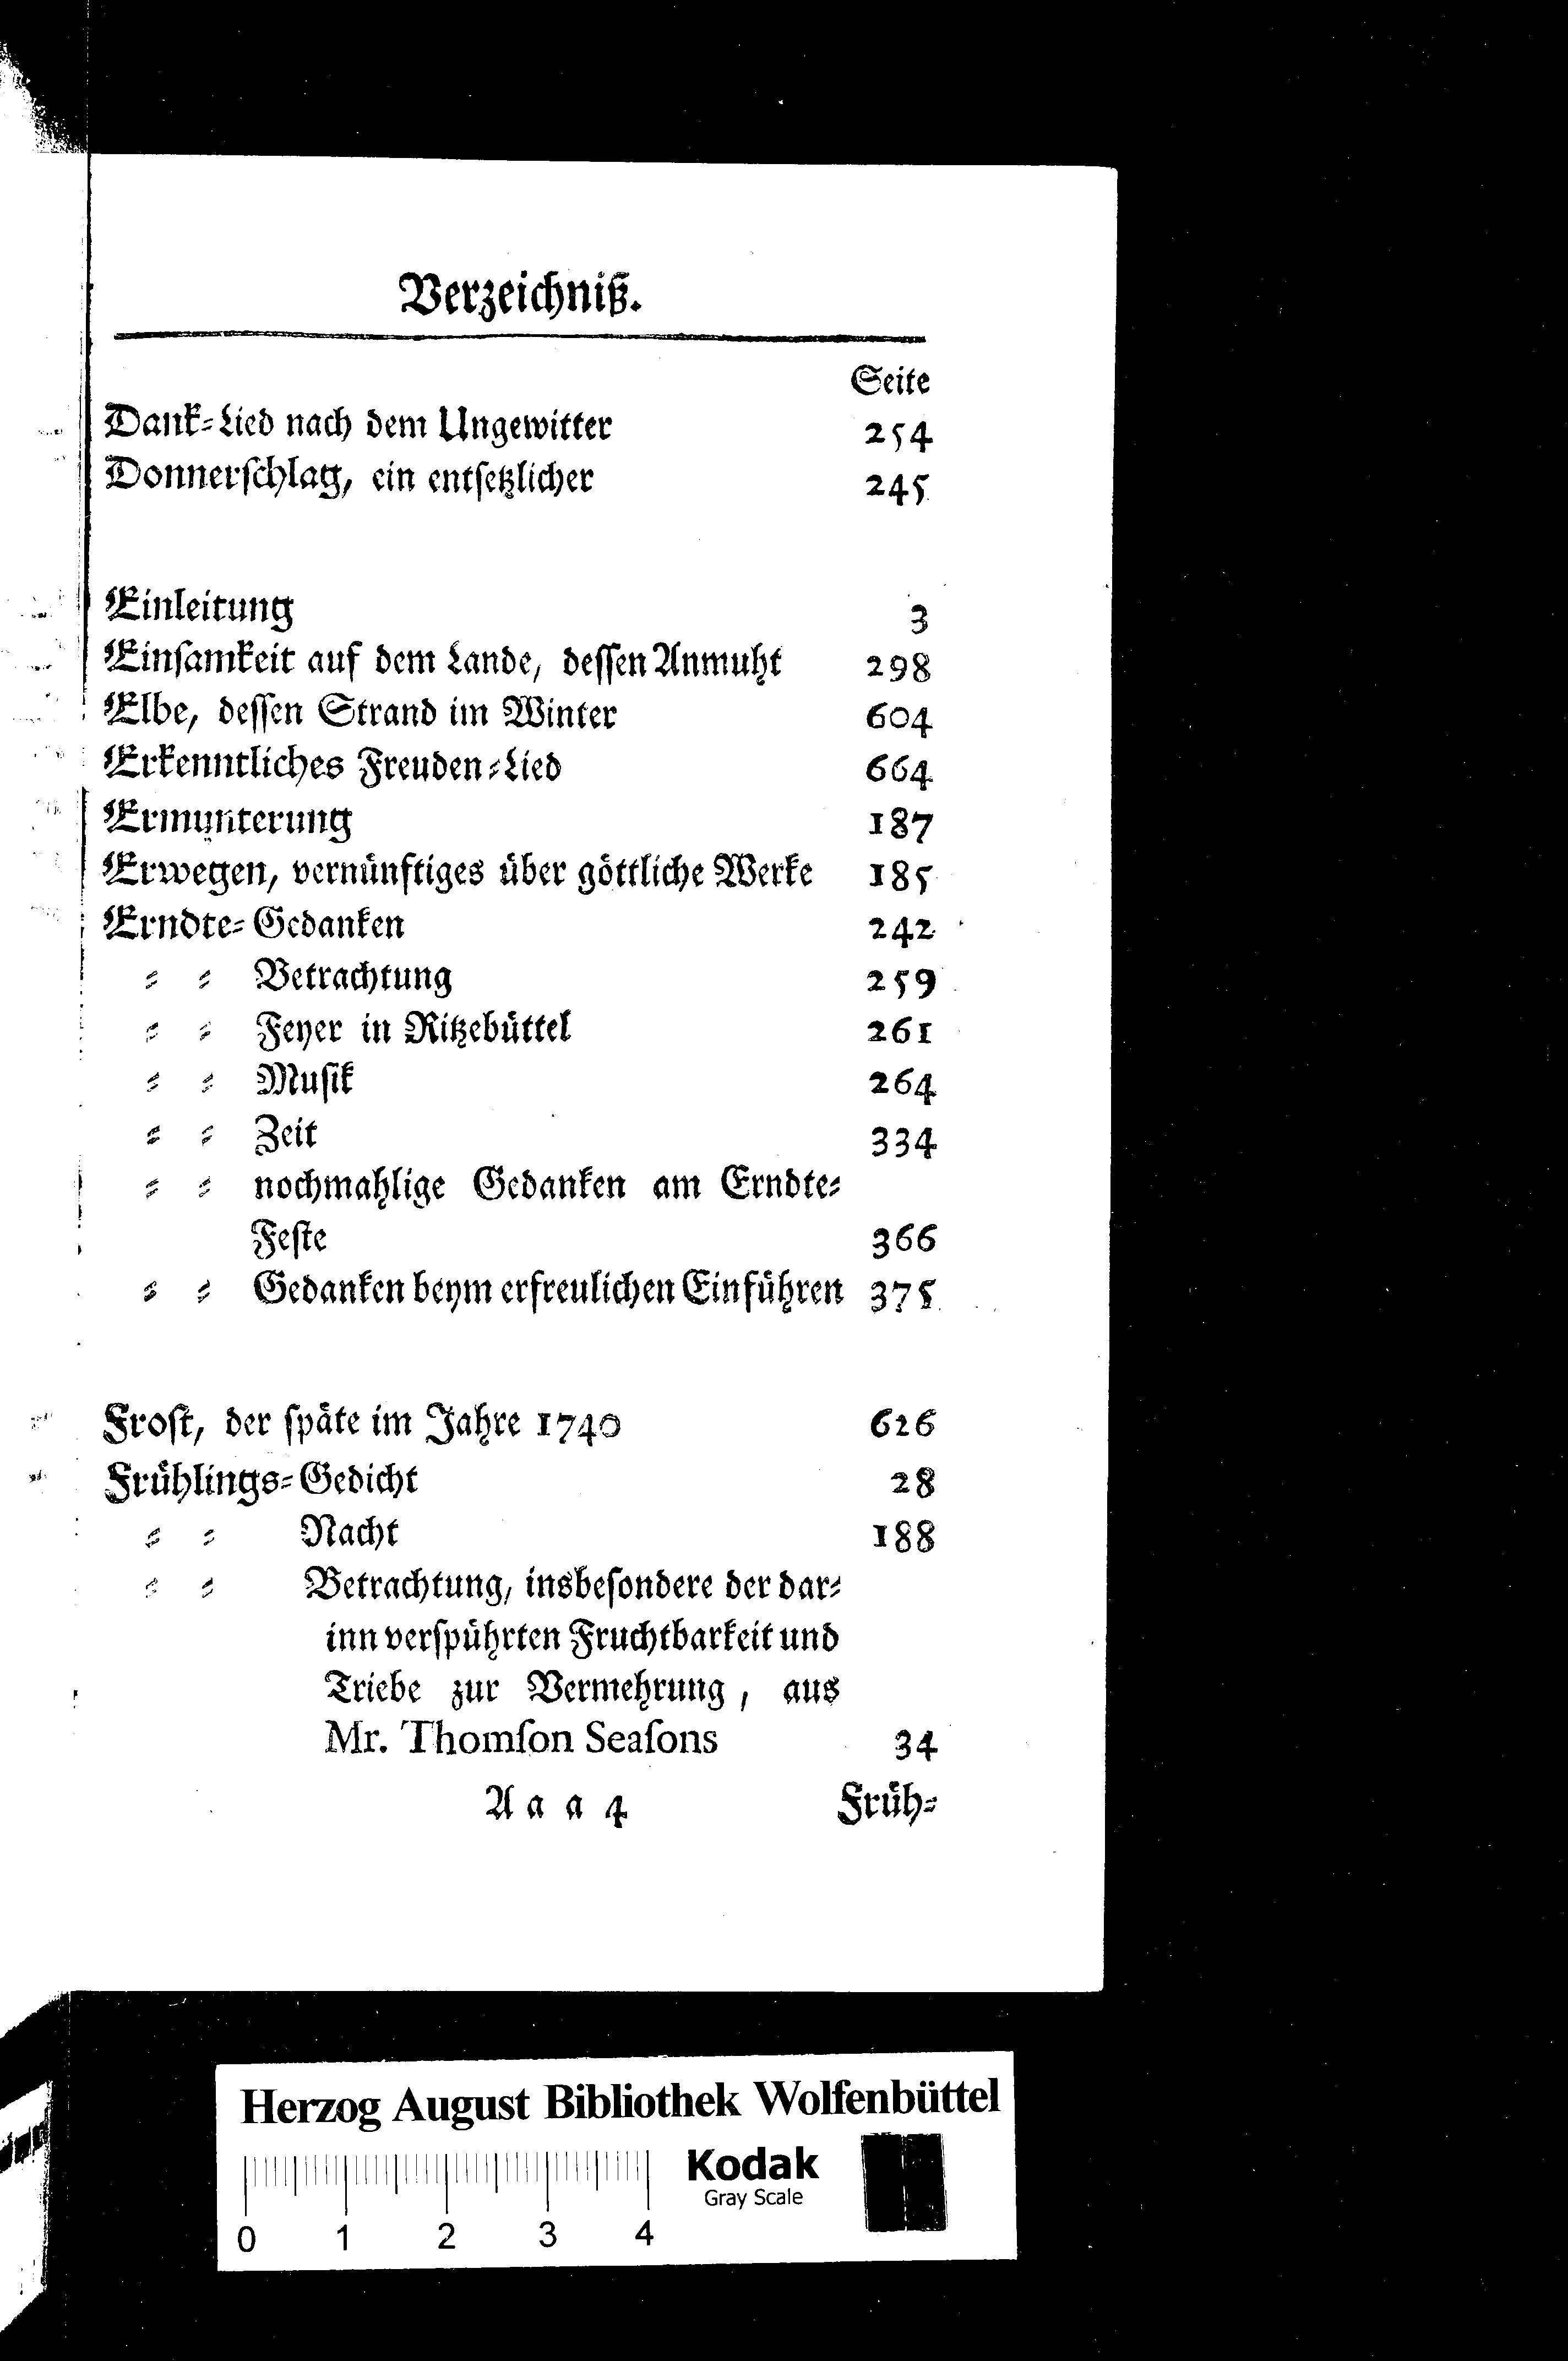 Verzeichniß.
Seite
Dank⸗Lied nach dem Ungewitter 254
Donnerſchlag, ein entſetzlicher 245
Einleitung 3
Einſamkeit auf dem Lande, deſſen Anmuht 298
Elbe, deſſen Strand im Winter 604
Erkenntliches Freuden⸗Lied 664
Ermunterung 187
Erwegen, vernünftiges über göttliche Werke 185
Erndte⸗Gedanken 242
⸗ ⸗ Betrachtung 259
⸗ ⸗ Feyer in Ritzebüttel 261
⸗ ⸗ Muſik 264
⸗ ⸗ Zeit 334
⸗ ⸗ nochmahlige Gedanken am Erndte⸗
Feſte 366
⸗ ⸗ Gedanken beym erfreulichen Einführen 375
Froſt, der ſpäte im Jahre 1740 626
Frühlings⸗Gedicht 28
⸗ ⸗ Nacht 188
⸗ ⸗ Betrachtung, insbeſondere der dar⸗
inn verſpührten Fruchtbarkeit und
Triebe zur Vermehrung, aus
Mr. Thomſon Seaſons 34
A a a 4 Früh⸗
Herzog August Bibliothek Wolfenbüttel
Kodak
Gray Scale
0 1 2 3 4